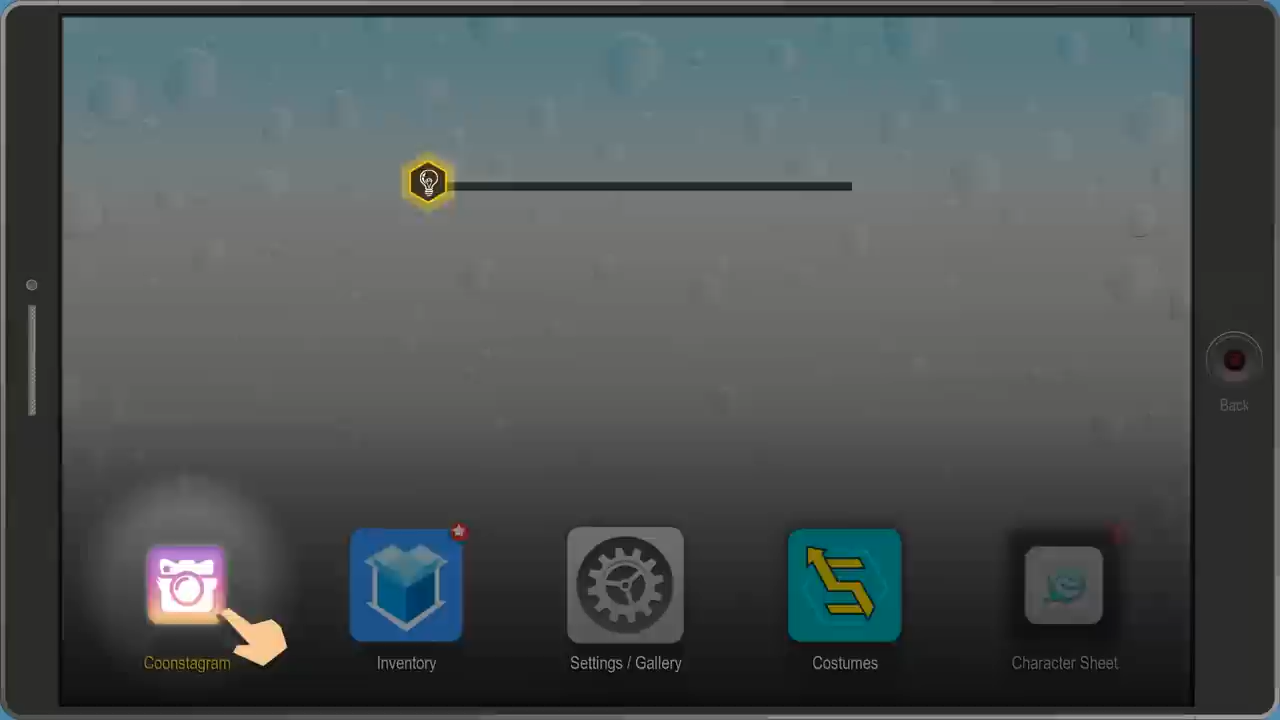 Back
Coonstagram
Inventory
Settings / Gallery
Costumes
Character Sheet